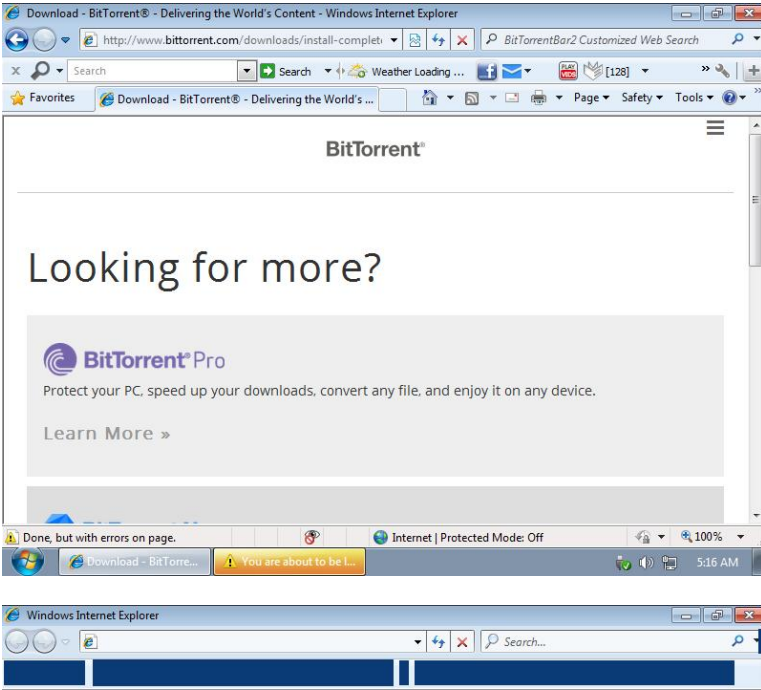 Download - BitTorrent® - Delivering the World's Content - Windows Internet Explorer
http://www.bittorrent.com/downloads/install-complet
BitTorrentBar2 Customized Web Search
x Search Search Weather Loading ... PLAY VIDS [128] »
Favorites Download - BitTorrent® - Delivering the World's ... Page Safety Tools »
BitTorrent®
Looking for more?
BitTorrent® Pro
Protect your PC, speed up your downloads, convert any file, and enjoy it on any device.
Learn More »
Done, but with errors on page. Internet | Protected Mode: Off 100%
Download - BitTorre... You are about to be l... 5:16 AM
Windows Internet Explorer
Search...